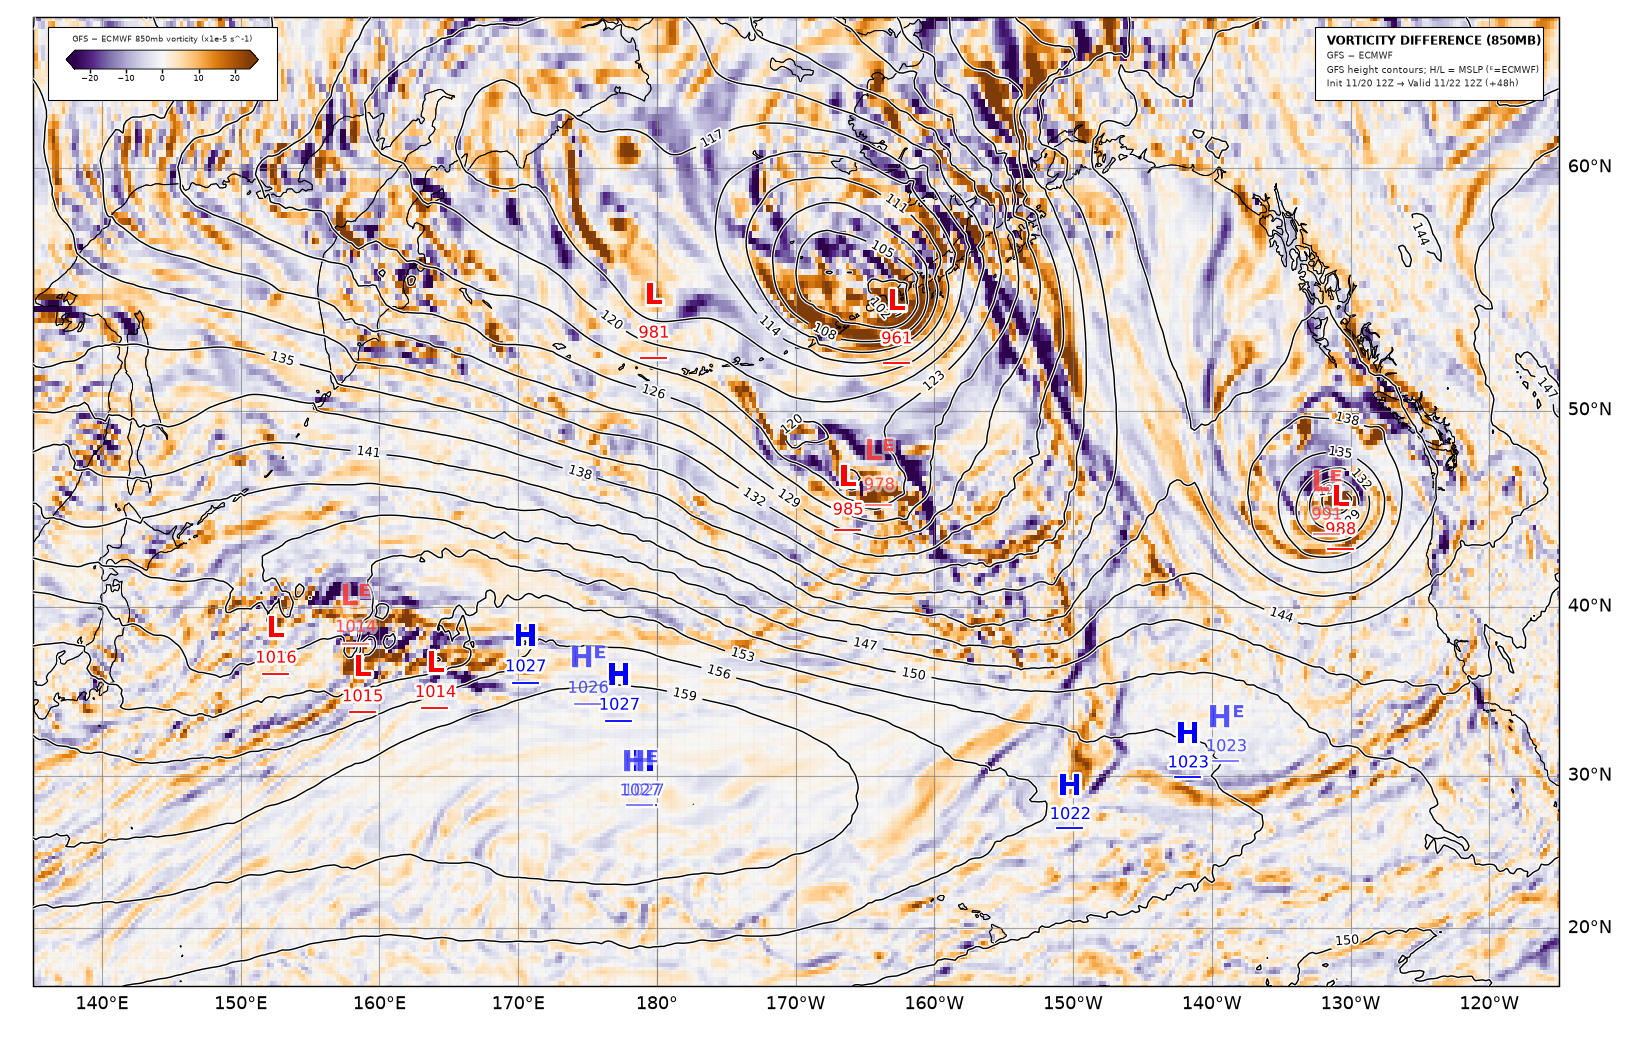 GFS − ECMWF 850mb vorticity (x1e-5 s^-1)
−20 −10 0 10 20
VORTICITY DIFFERENCE (850MB)
GFS − ECMWF
GFS height contours; H/L = MSLP (ᴱ=ECMWF)
Init 11/20 12Z → Valid 11/22 12Z (+48h)
117
60°N
111
144
105
L
L
102
981
120
114
108
961
135
123
147
126
50°N
120
138
141
LE
135
138
L
978
LE
132
132
129
985
L
991
988
LE
40°N
144
L
1014
H
147
1016
L
L
1027
HE
153
150
H
156
1015
1014
1026
1027
159
HE
H
1023
1023
HE
H
30°N
1027
1022
150
20°N
140°E 150°E 160°E 170°E 180° 170°W 160°W 150°W 140°W 130°W 120°W